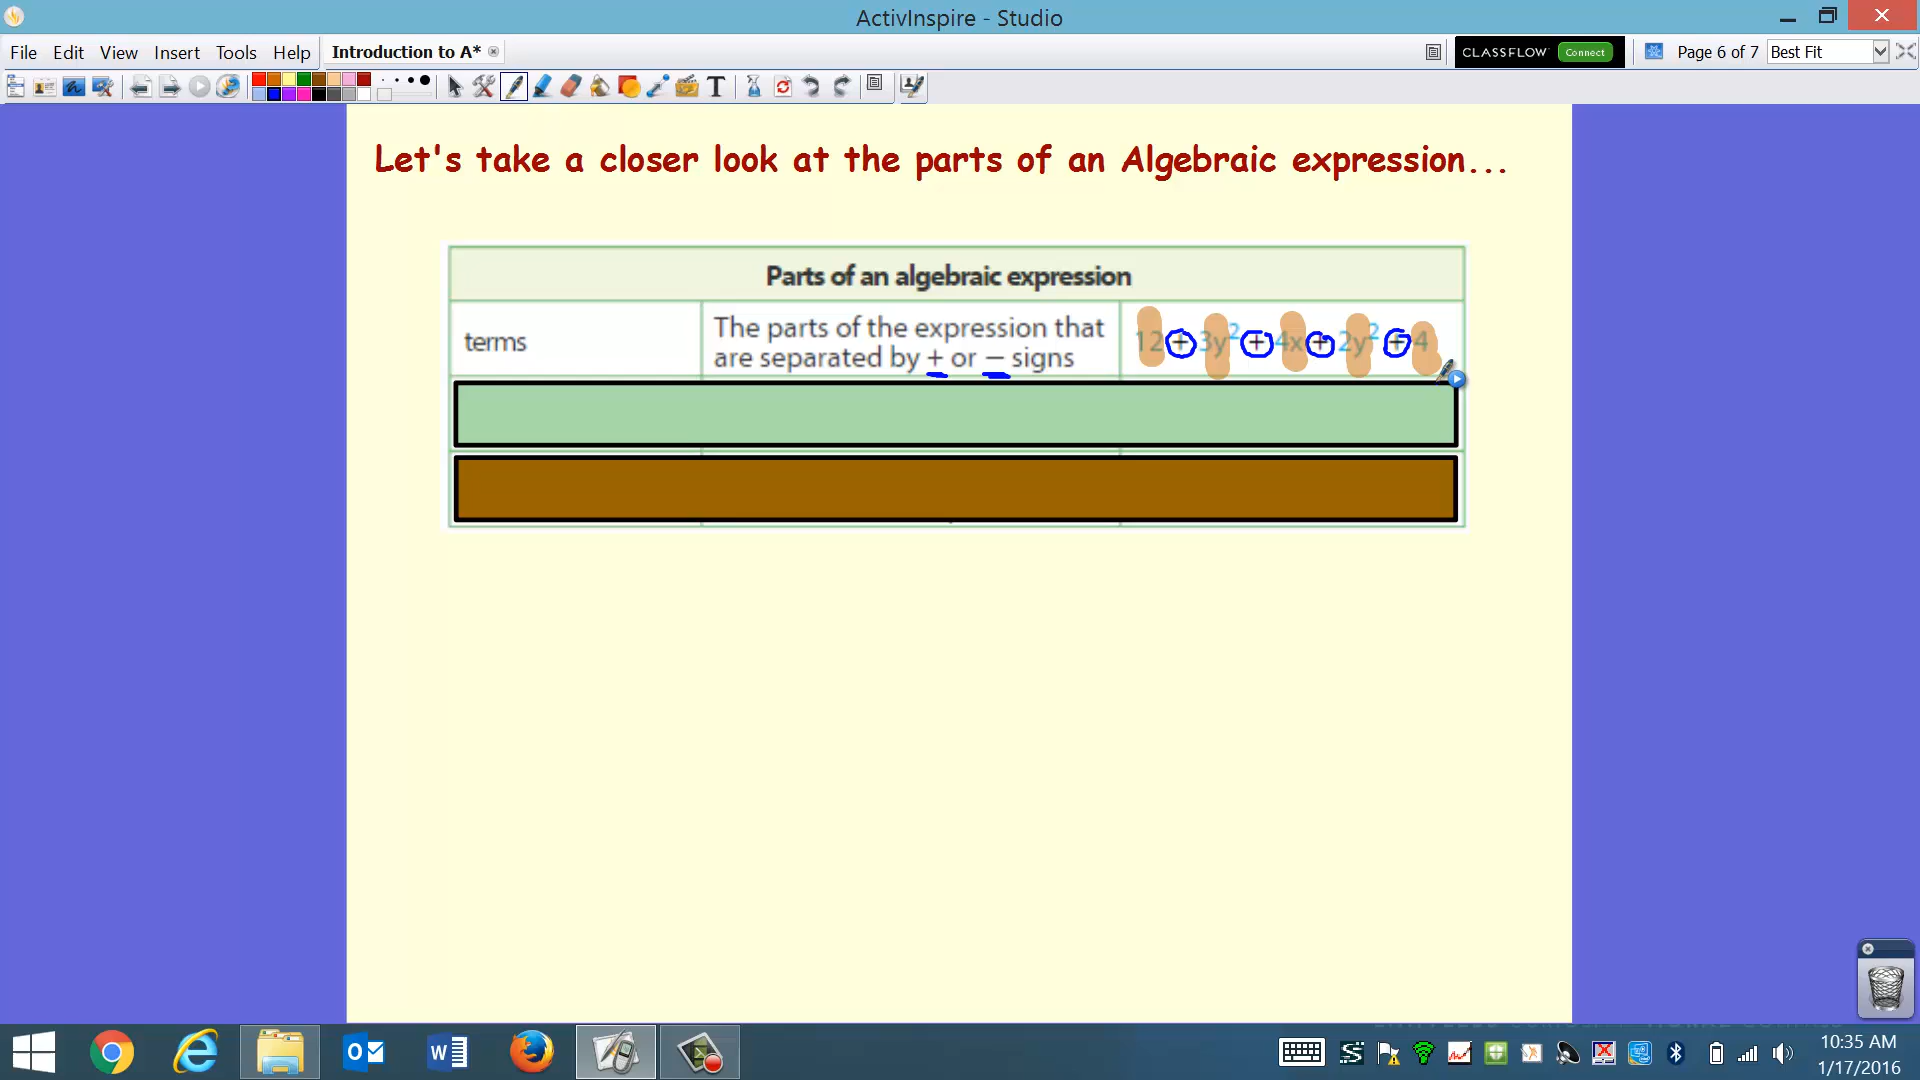 ActivInspire - Studio
File Edit View Insert Tools Help Introduction to A* CLASSFLOW Connect Page 6 of 7 Best Fit
T
Let's take a closer look at the parts of an Algebraic expression...
Parts of an algebraic expression
terms
The parts of the expression that
are separated by + or − signs
12 + 3y² + 4x + 2y² + 4
10:35 AM
1/17/2016